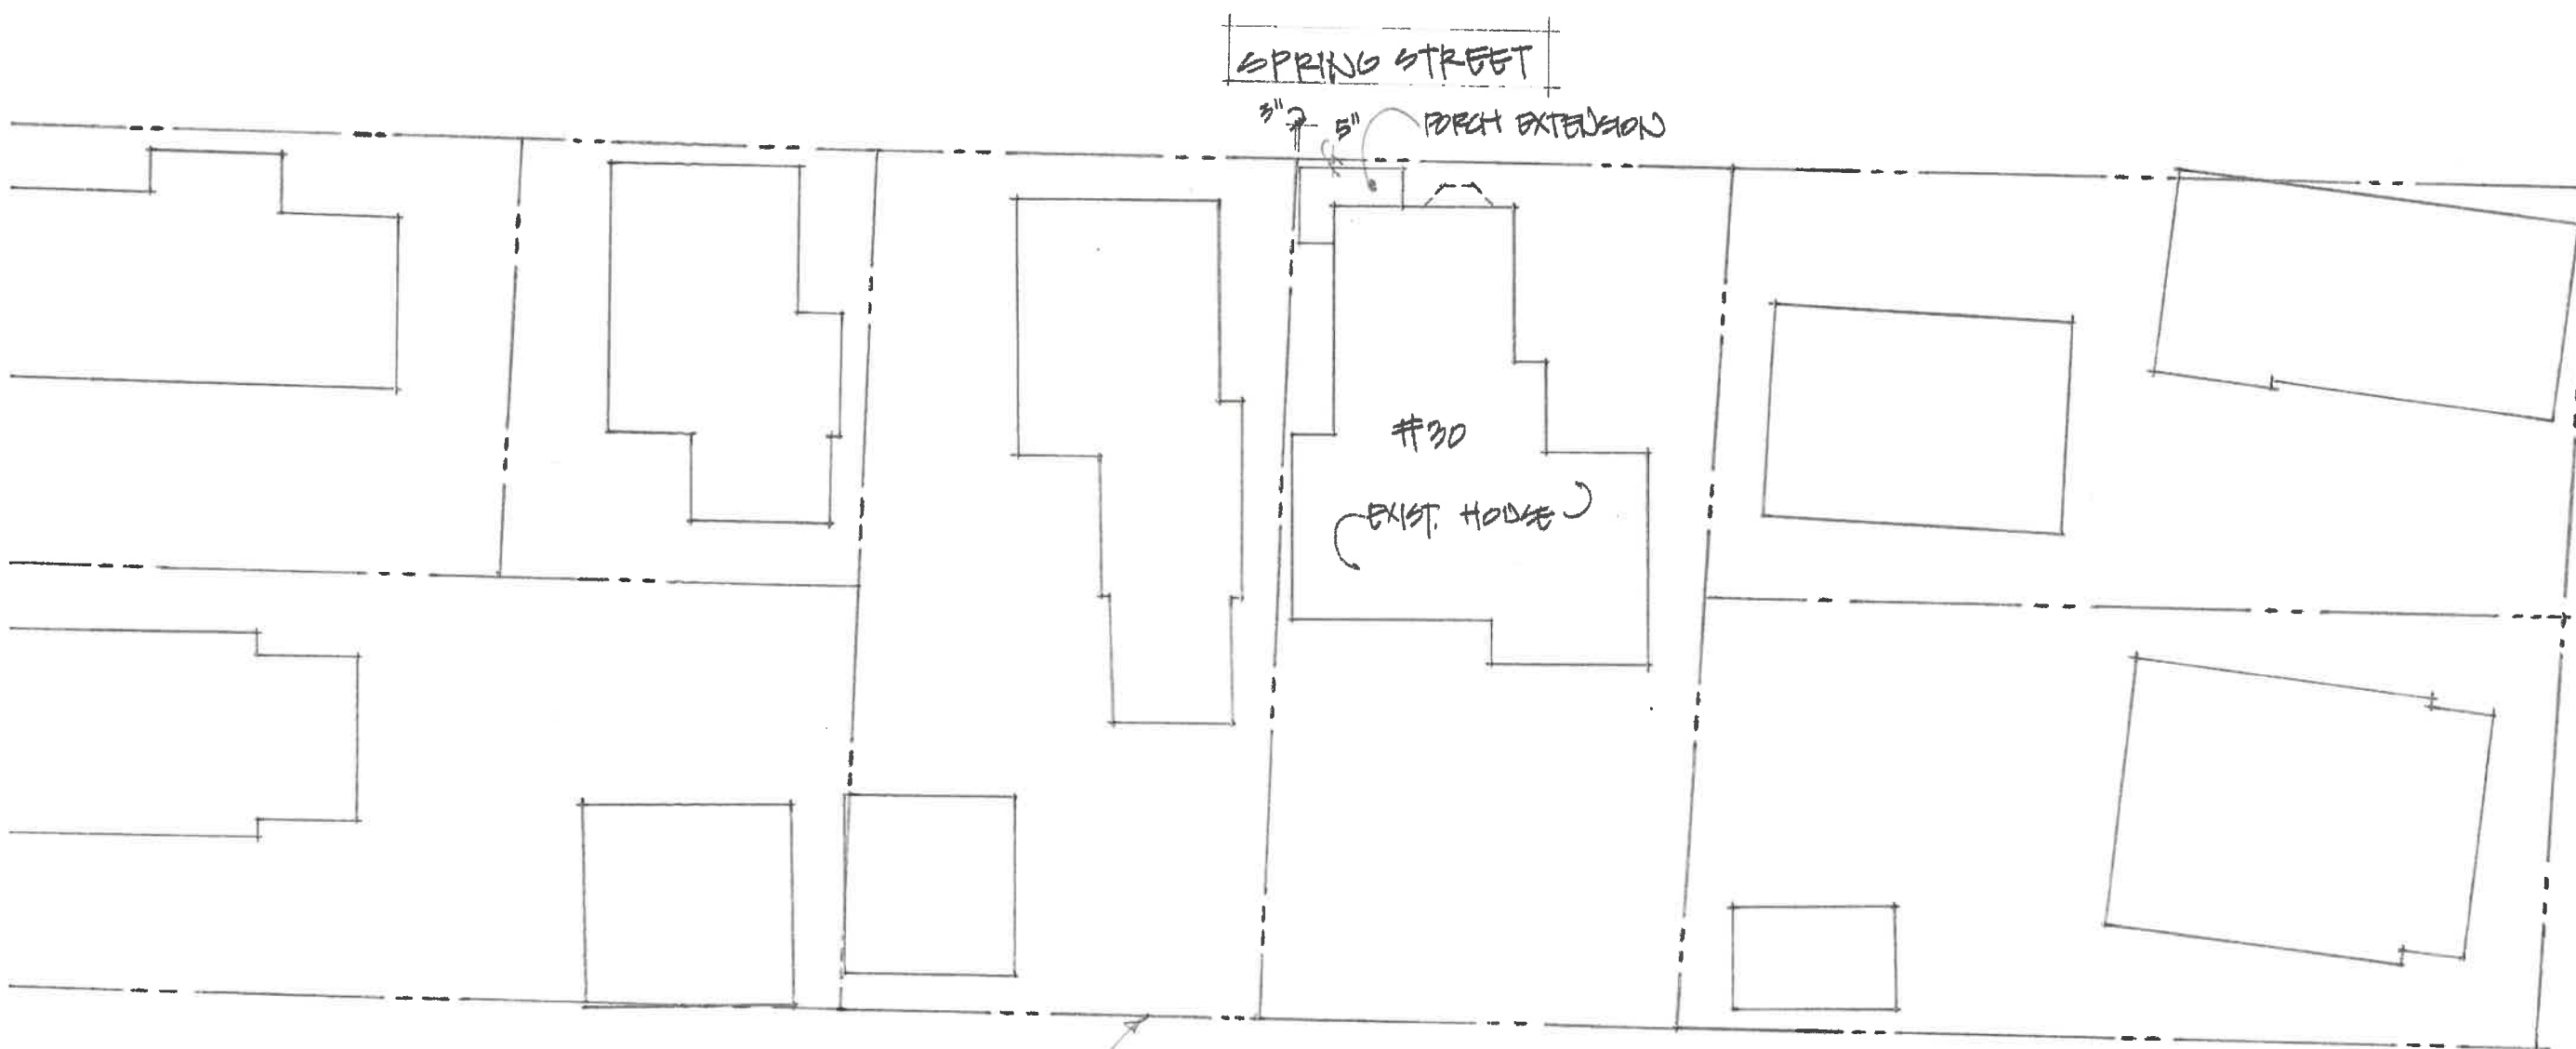 SPRING STREET
3"
5"
PORCH EXTENSION
#30
EXIST. HOUSE